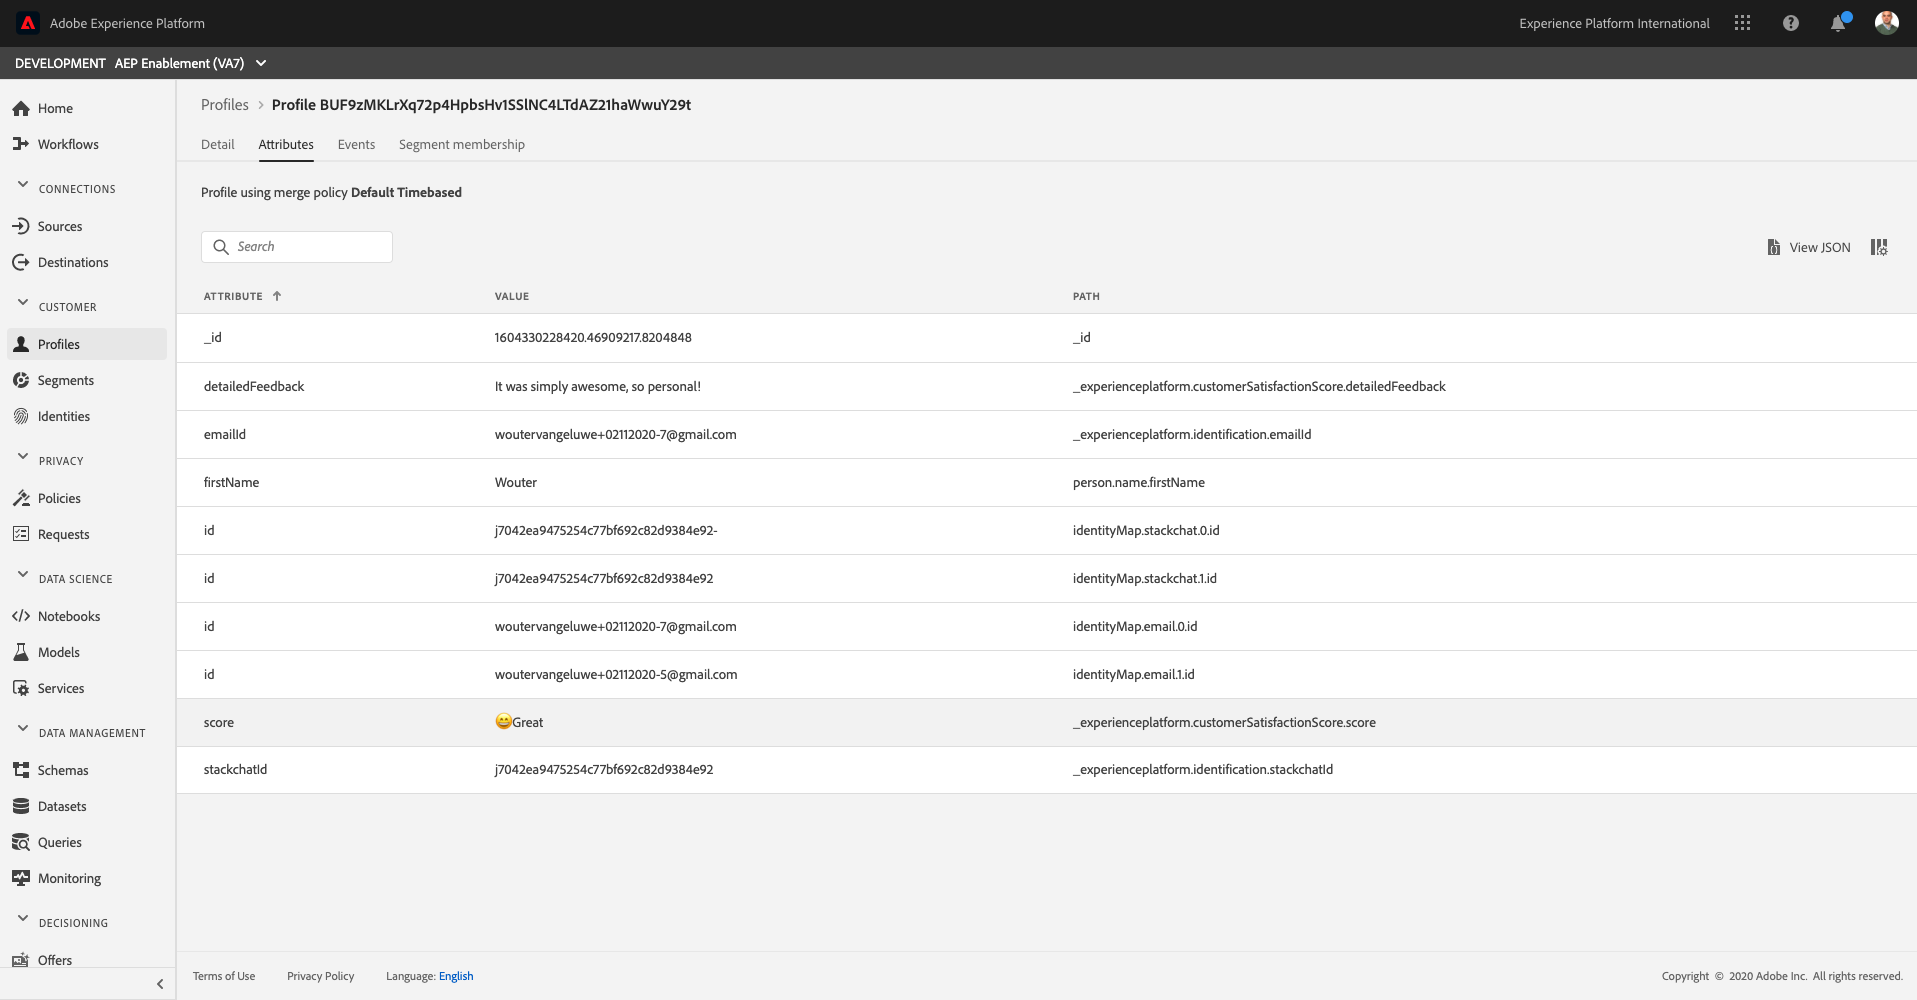 Adobe Experience Platform
Experience Platform International
DEVELOPMENT AEP Enablement (VA7)
Home
Workflows
CONNECTIONS
Sources
Destinations
CUSTOMER
Profiles
Segments
Identities
PRIVACY
Policies
Requests
DATA SCIENCE
Notebooks
Models
Services
DATA MANAGEMENT
Schemas
Datasets
Queries
Monitoring
DECISIONING
Offers
Profiles > Profile BUF9zMKLrXq72p4HpbsHv1SSlNC4LTdAZ21haWwuY29t
Detail Attributes Events Segment membership
Profile using merge policy Default Timebased
Search
View JSON
ATTRIBUTE VALUE PATH
_id 1604330228420.46909217.8204848 _id
detailedFeedback It was simply awesome, so personal! _experienceplatform.customerSatisfactionScore.detailedFeedback
emailId woutervangeluwe+02112020-7@gmail.com _experienceplatform.identification.emailId
firstName Wouter person.name.firstName
id j7042ea9475254c77bf692c82d9384e92- identityMap.stackchat.0.id
id j7042ea9475254c77bf692c82d9384e92 identityMap.stackchat.1.id
id woutervangeluwe+02112020-7@gmail.com identityMap.email.0.id
id woutervangeluwe+02112020-5@gmail.com identityMap.email.1.id
score 😄Great _experienceplatform.customerSatisfactionScore.score
stackchatId j7042ea9475254c77bf692c82d9384e92 _experienceplatform.identification.stackchatId
Terms of Use Privacy Policy Language: English
Copyright © 2020 Adobe Inc. All rights reserved.